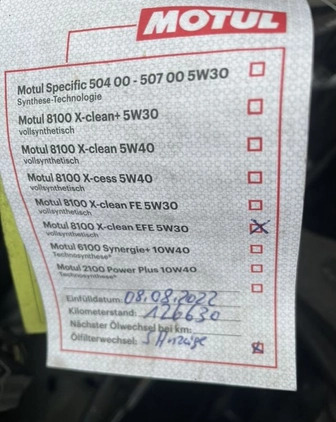 MOTUL
Motul Specific 504 00 - 507 00 5W30
Synthese-Technologie
Motul 8100 X-clean+ 5W30
vollsynthetisch
Motul 8100 X-clean 5W40
vollsynthetisch
Motul 8100 X-cess 5W40
vollsynthetisch
Motul 8100 X-clean FE 5W30
vollsynthetisch
Motul 8100 X-clean EFE 5W30
vollsynthetisch
Motul 6100 Synergie+ 10W40
Technosynthese®
Motul 2100 Power Plus 10W40
Technosynthese®
Einfülldatum: 08.08.2022
Kilometerstand: 126630
Nächster Ölwechsel bei km:
Ölfilterwechsel: Anzeige